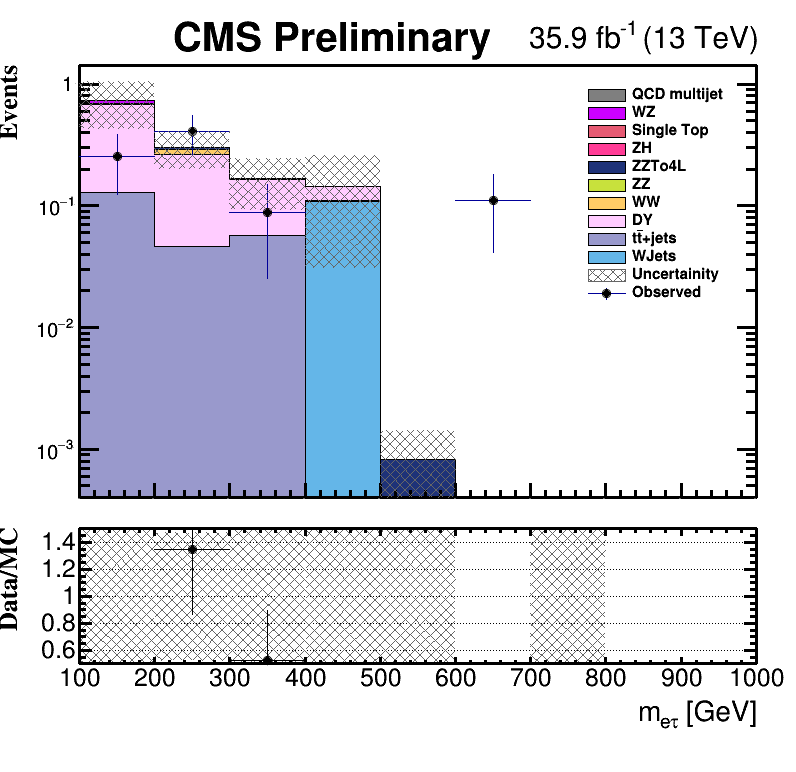 CMS Preliminary 35.9 fb⁻¹ (13 TeV)
Events
1
10⁻¹
10⁻²
10⁻³
QCD multijet
WZ
Single Top
ZH
ZZTo4L
ZZ
WW
DY
tt̄+jets
WJets
Uncertainity
Observed
Data/MC
1.4
1.2
1
0.8
0.6
100 200 300 400 500 600 700 800 900 1000
m_eτ [GeV]